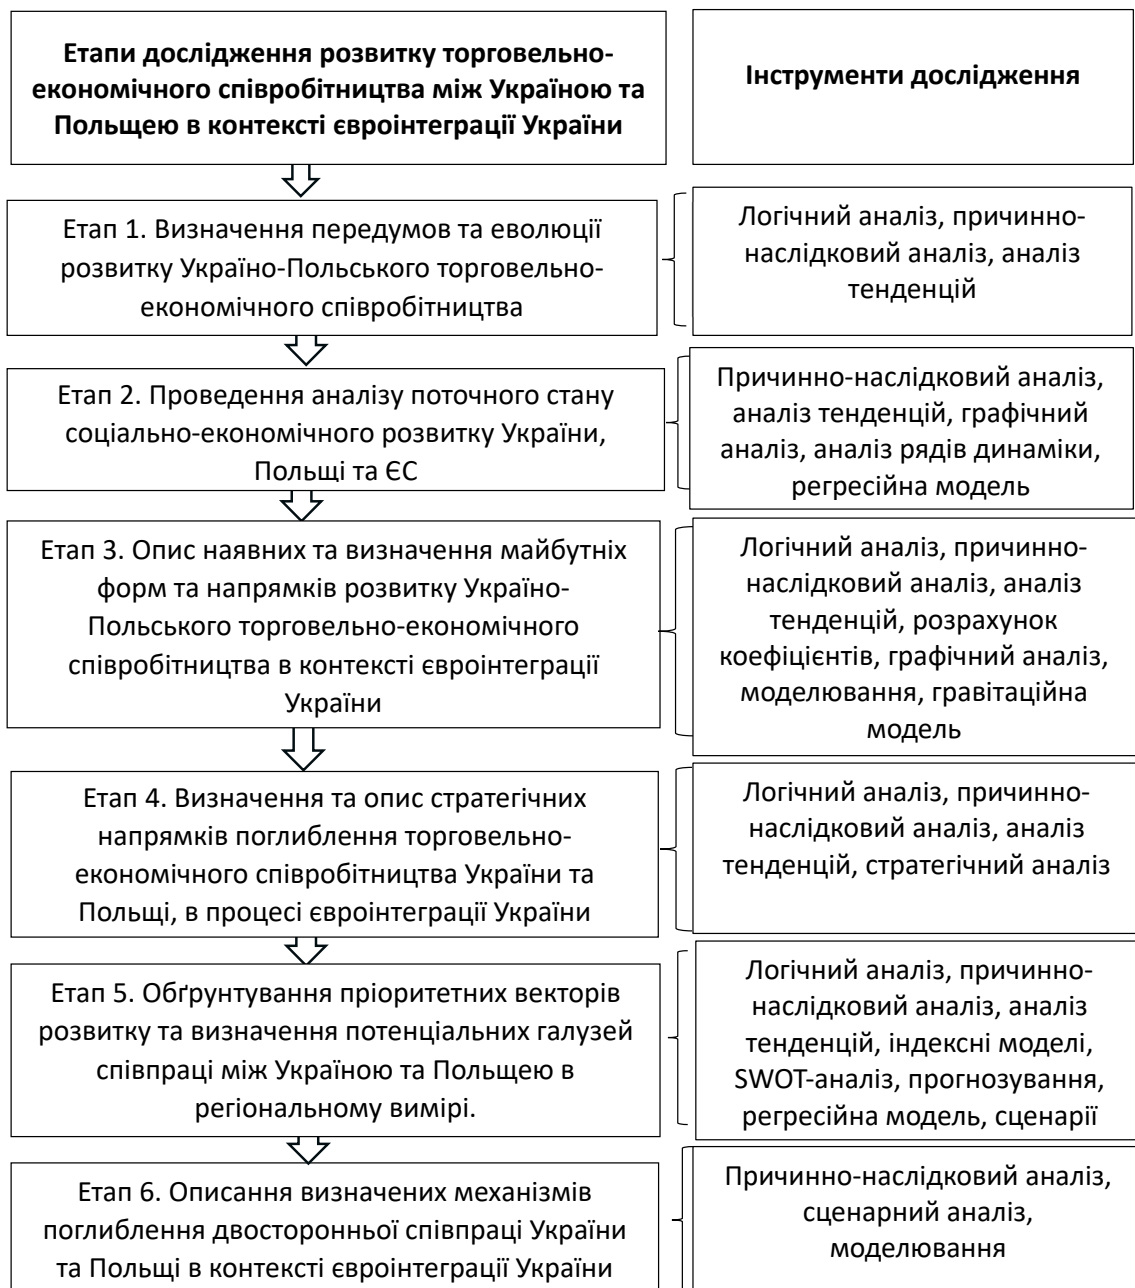 Етапи дослідження розвитку торговельно-
економічного співробітництва між Україною та
Польщею в контексті євроінтеграції України
Інструменти дослідження
Етап 1. Визначення передумов та еволюції
розвитку Україно-Польського торговельно-
економічного співробітництва
Логічний аналіз, причинно-
наслідковий аналіз, аналіз
тенденцій
Етап 2. Проведення аналізу поточного стану
соціально-економічного розвитку України,
Польщі та ЄС
Причинно-наслідковий аналіз,
аналіз тенденцій, графічний
аналіз, аналіз рядів динаміки,
регресійна модель
Етап 3. Опис наявних та визначення майбутніх
форм та напрямків розвитку Україно-
Польського торговельно-економічного
співробітництва в контексті євроінтеграції
України
Логічний аналіз, причинно-
наслідковий аналіз, аналіз
тенденцій, розрахунок
коефіцієнтів, графічний аналіз,
моделювання, гравітаційна
модель
Етап 4. Визначення та опис стратегічних
напрямків поглиблення торговельно-
економічного співробітництва України та
Польщі, в процесі євроінтеграції України
Логічний аналіз, причинно-
наслідковий аналіз, аналіз
тенденцій, стратегічний аналіз
Етап 5. Обґрунтування пріоритетних векторів
розвитку та визначення потенціальних галузей
співпраці між Україною та Польщею в
регіональному вимірі.
Логічний аналіз, причинно-
наслідковий аналіз, аналіз
тенденцій, індексні моделі,
SWOT-аналіз, прогнозування,
регресійна модель, сценарії
Етап 6. Описання визначених механізмів
поглиблення двосторонньої співпраці України
та Польщі в контексті євроінтеграції України
Причинно-наслідковий аналіз,
сценарний аналіз,
моделювання